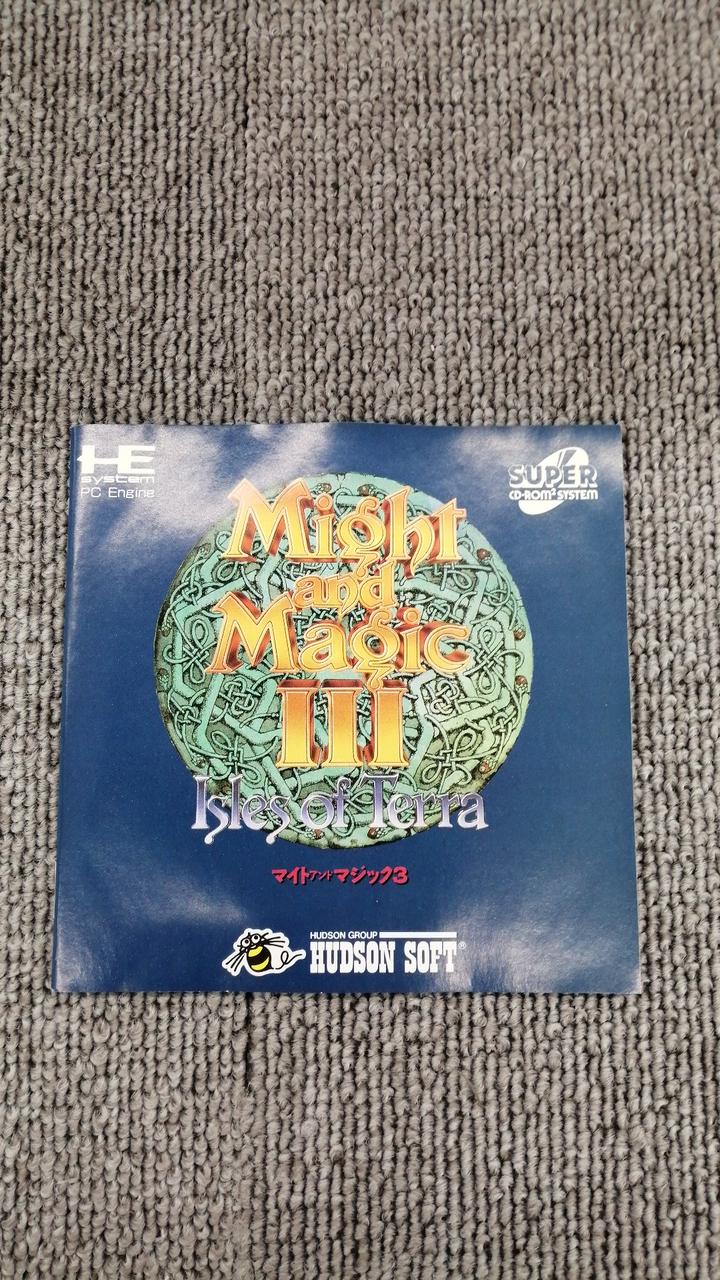 HE
system
PC Engine
SUPER
CD-ROM² SYSTEM
Might
and
Magic
III
Isles of Terra
マイトアンドマジック3
HUDSON GROUP
HUDSON SOFT®